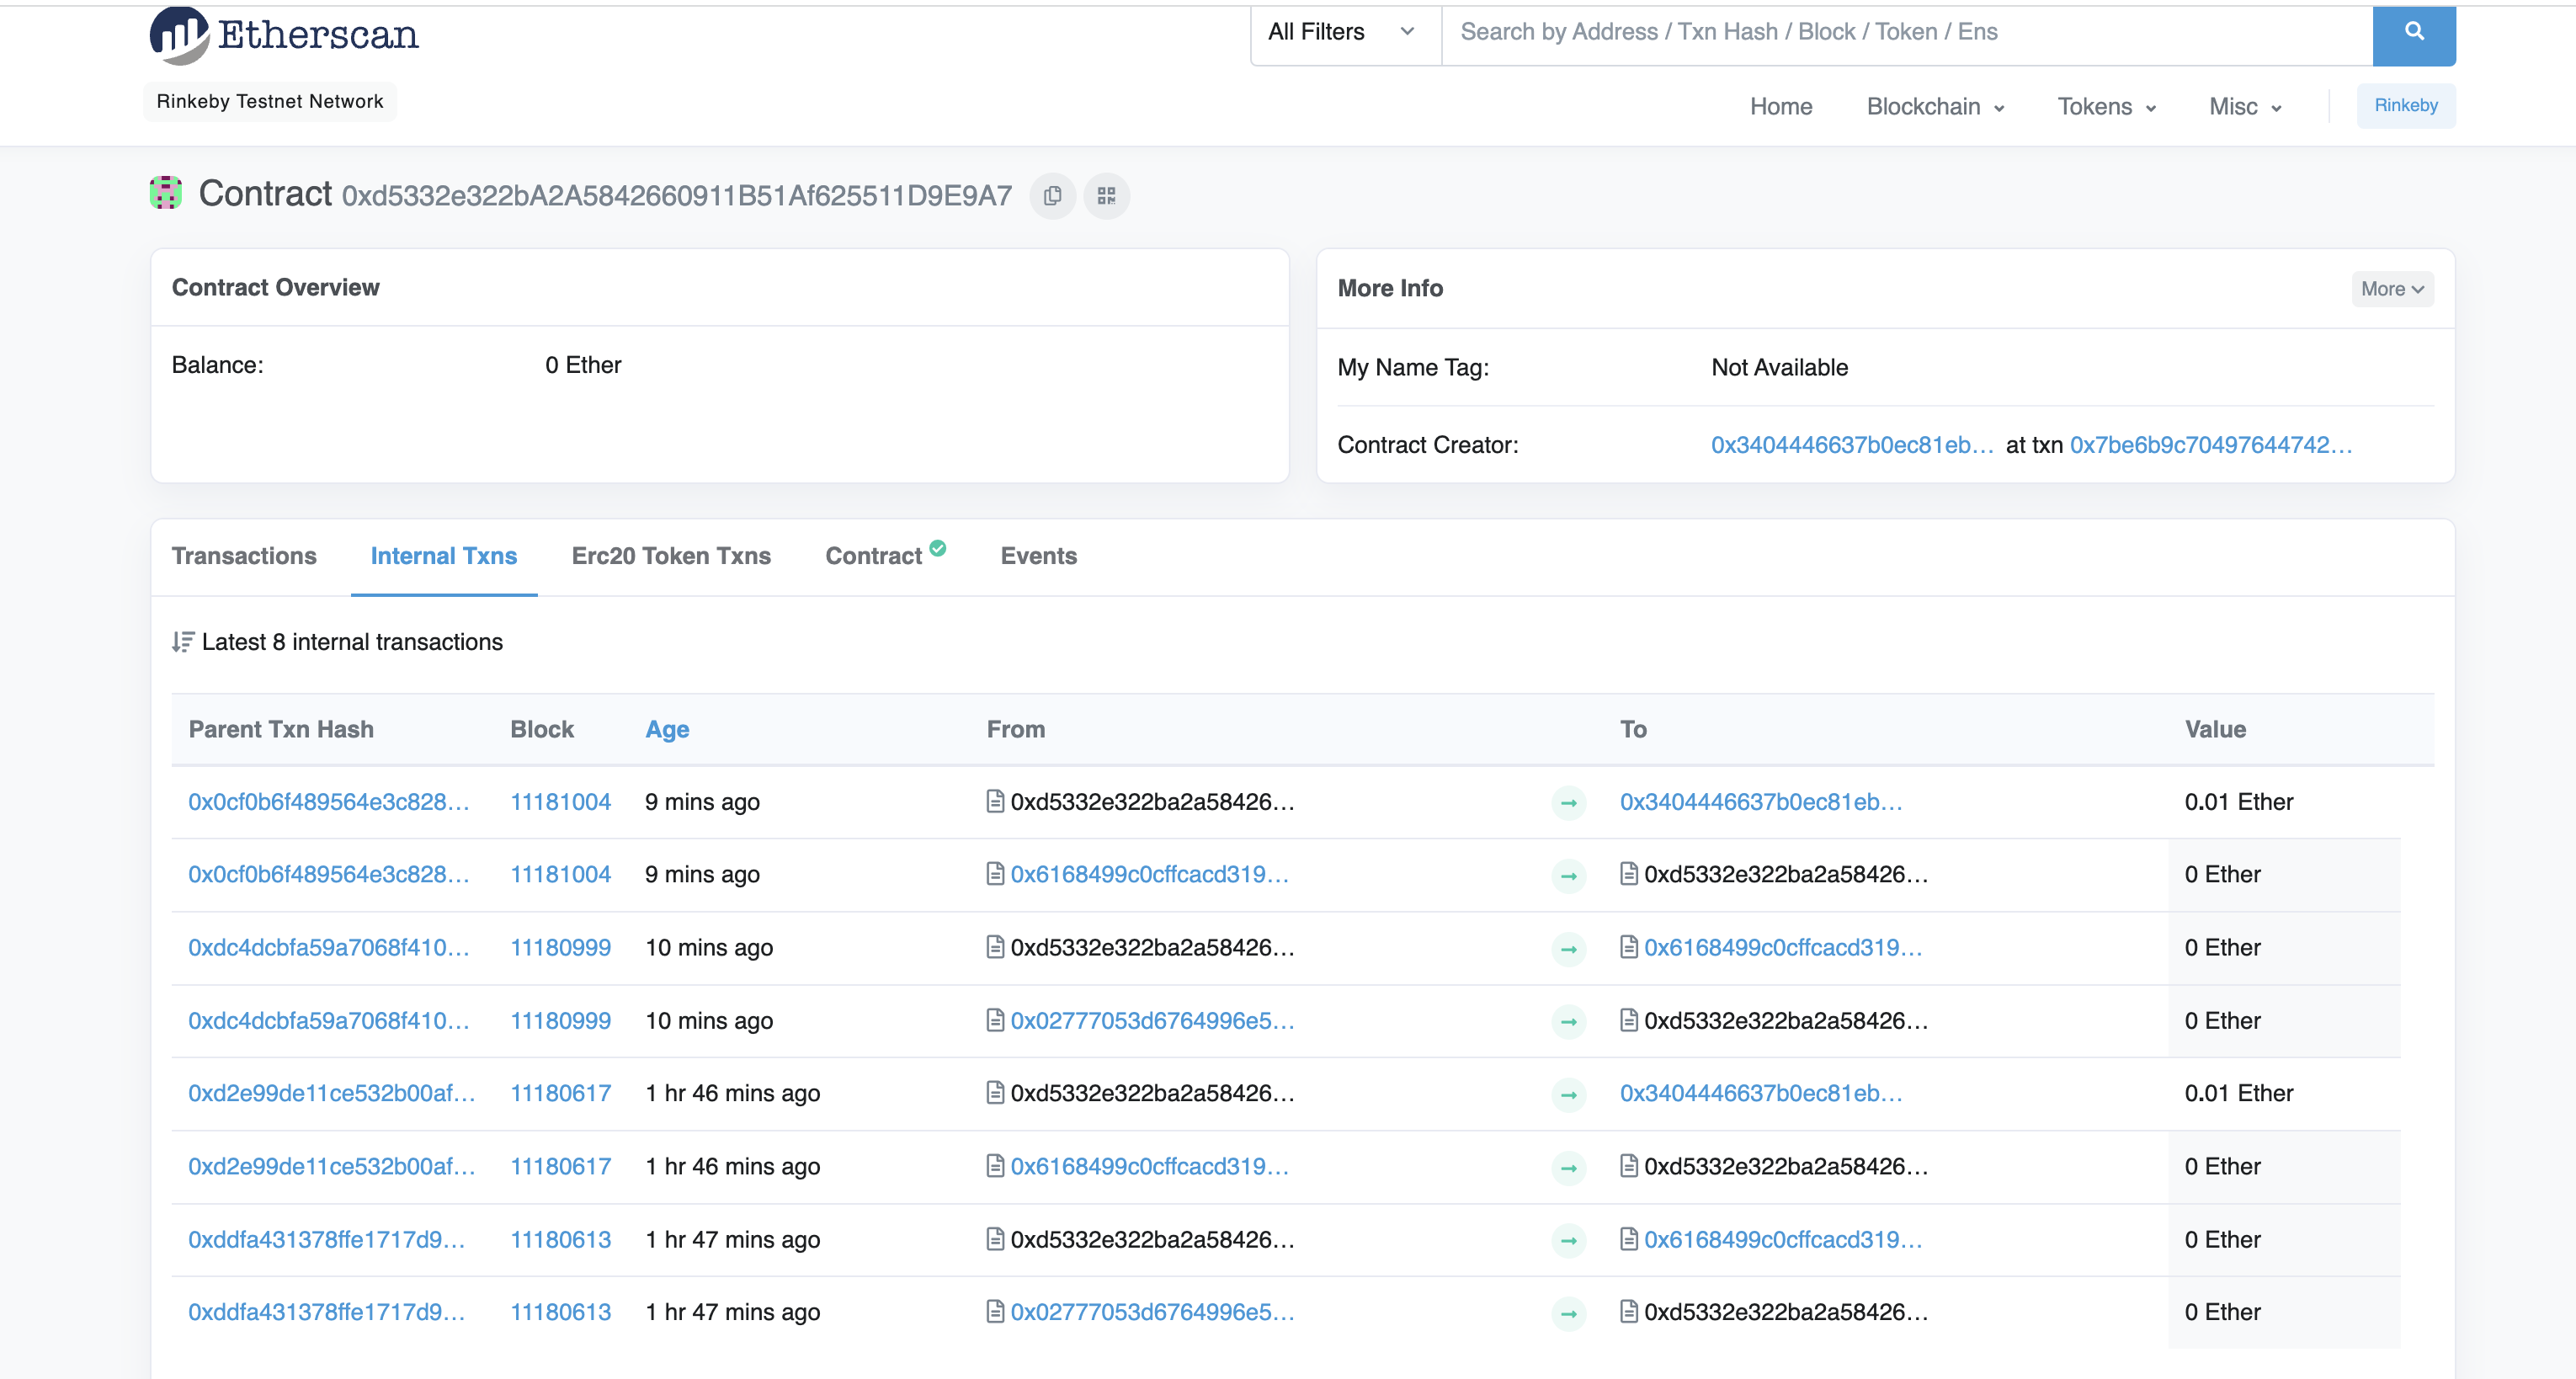 Etherscan
All Filters
Search by Address / Txn Hash / Block / Token / Ens
Rinkeby Testnet Network
Home Blockchain Tokens Misc Rinkeby
Contract 0xd5332e322bA2A5842660911B51Af625511D9E9A7
Contract Overview
Balance: 0 Ether
More Info More
My Name Tag: Not Available
Contract Creator: 0x3404446637b0ec81eb... at txn 0x7be6b9c70497644742...
Transactions Internal Txns Erc20 Token Txns Contract Events
Latest 8 internal transactions
Parent Txn Hash Block Age From To Value
0x0cf0b6f489564e3c828... 11181004 9 mins ago 0xd5332e322ba2a58426... 0x3404446637b0ec81eb... 0.01 Ether
0x0cf0b6f489564e3c828... 11181004 9 mins ago 0x6168499c0cffcacd319... 0xd5332e322ba2a58426... 0 Ether
0xdc4dcbfa59a7068f410... 11180999 10 mins ago 0xd5332e322ba2a58426... 0x6168499c0cffcacd319... 0 Ether
0xdc4dcbfa59a7068f410... 11180999 10 mins ago 0x02777053d6764996e5... 0xd5332e322ba2a58426... 0 Ether
0xd2e99de11ce532b00af... 11180617 1 hr 46 mins ago 0xd5332e322ba2a58426... 0x3404446637b0ec81eb... 0.01 Ether
0xd2e99de11ce532b00af... 11180617 1 hr 46 mins ago 0x6168499c0cffcacd319... 0xd5332e322ba2a58426... 0 Ether
0xddfa431378ffe1717d9... 11180613 1 hr 47 mins ago 0xd5332e322ba2a58426... 0x6168499c0cffcacd319... 0 Ether
0xddfa431378ffe1717d9... 11180613 1 hr 47 mins ago 0x02777053d6764996e5... 0xd5332e322ba2a58426... 0 Ether